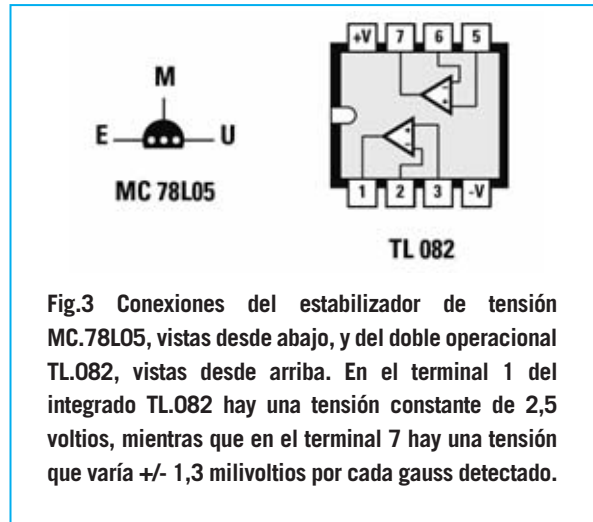 +V 7 6 5
M
E U
MC 78L05
- + + -
1 2 3 -V
TL 082
Fig.3 Conexiones del estabilizador de tensión
MC.78L05, vistas desde abajo, y del doble operacional
TL.082, vistas desde arriba. En el terminal 1 del
integrado TL.082 hay una tensión constante de 2,5
voltios, mientras que en el terminal 7 hay una tensión
que varía +/- 1,3 milivoltios por cada gauss detectado.